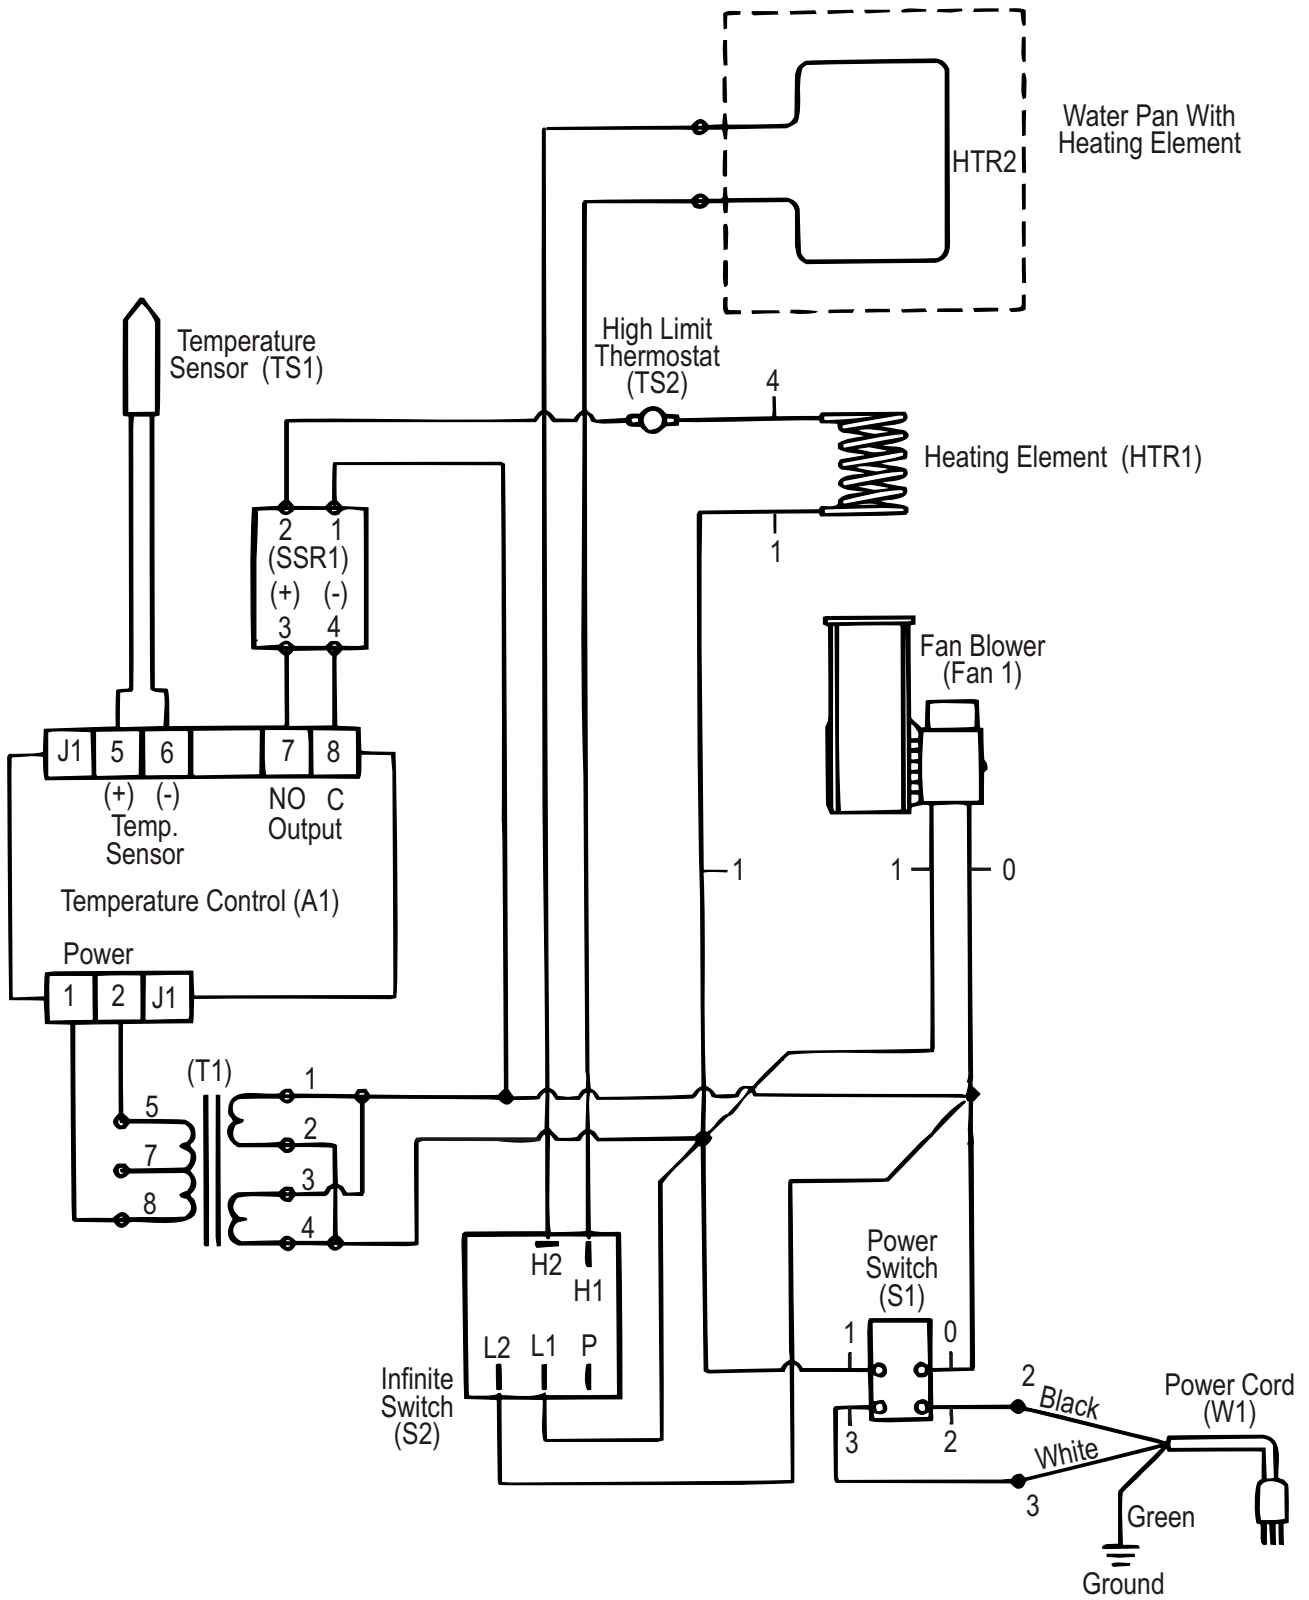 Water Pan With
Heating Element
HTR2
High Limit
Thermostat
(TS2)
4
Temperature
Sensor (TS1)
Heating Element (HTR1)
1
2 1
(SSR1)
(+) (-)
3 4
Fan Blower
(Fan 1)
J1 5 6 7 8
(+) (-)
Temp.
Sensor
NO C
Output
1
1 0
Temperature Control (A1)
Power
1 2 J1
(T1)
1
5
2
7
3
8
4
H2
H1
L2 L1 P
Infinite
Switch
(S2)
Power
Switch
(S1)
1 0
3 2
2
Black
White
3
Power Cord
(W1)
Green
Ground